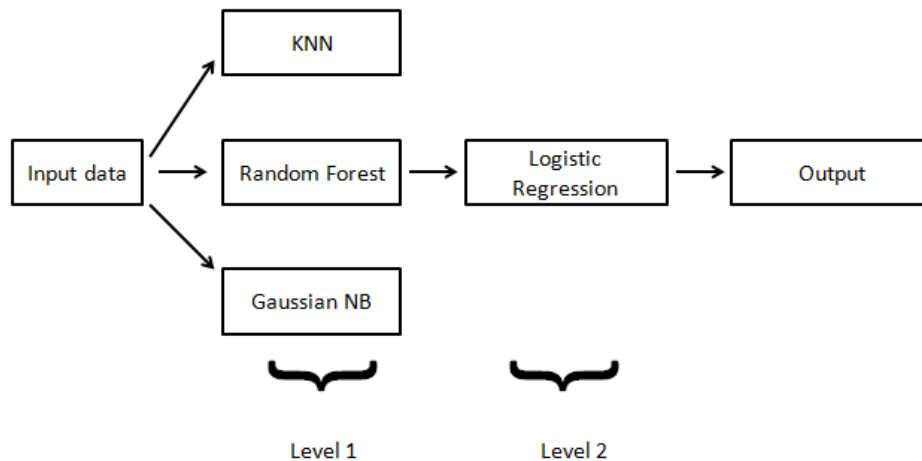 KNN
Input data
Random Forest
Logistic
Regression
Output
Gaussian NB
Level 1
Level 2